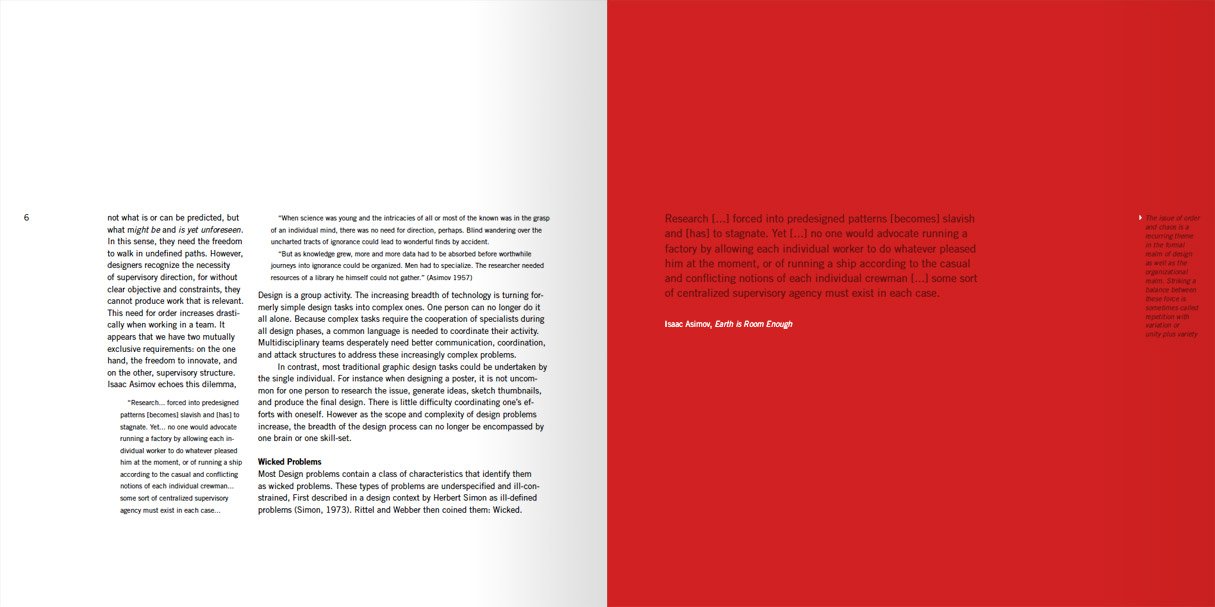 6
not what is or can be predicted, but
what might be and is yet unforeseen.
In this sense, they need the freedom
to walk in undefined paths. However,
designers recognize the necessity
of supervisory direction, for without
clear objective and constraints, they
cannot produce work that is relevant.
This need for order increases drasti-
cally when working in a team. It
appears that we have two mutually
exclusive requirements: on the one
hand, the freedom to innovate, and
on the other, supervisory structure.
Isaac Asimov echoes this dilemma,
“Research... forced into predesigned
patterns [becomes] slavish and [has] to
stagnate. Yet... no one would advocate
running a factory by allowing each in-
dividual worker to do whatever pleased
him at the moment, or of running a ship
according to the casual and conflicting
notions of each individual crewman...
some sort of centralized supervisory
agency must exist in each case...
“When science was young and the intricacies of all or most of the known was in the grasp
of an individual mind, there was no need for direction, perhaps. Blind wandering over the
uncharted tracts of ignorance could lead to wonderful finds by accident.
“But as knowledge grew, more and more data had to be absorbed before worthwhile
journeys into ignorance could be organized. Men had to specialize. The researcher needed
resources of a library he himself could not gather.” (Asimov 1957)
Design is a group activity. The increasing breadth of technology is turning for-
merly simple design tasks into complex ones. One person can no longer do it
all alone. Because complex tasks require the cooperation of specialists during
all design phases, a common language is needed to coordinate their activity.
Multidisciplinary teams desperately need better communication, coordination,
and attack structures to address these increasingly complex problems.
In contrast, most traditional graphic design tasks could be undertaken by
the single individual. For instance when designing a poster, it is not uncom-
mon for one person to research the issue, generate ideas, sketch thumbnails,
and produce the final design. There is little difficulty coordinating one’s ef-
forts with oneself. However as the scope and complexity of design problems
increase, the breadth of the design process can no longer be encompassed by
one brain or one skill-set.
Wicked Problems
Most Design problems contain a class of characteristics that identify them
as wicked problems. These types of problems are underspecified and ill-con-
strained, First described in a design context by Herbert Simon as ill-defined
problems (Simon, 1973). Rittel and Webber then coined them: Wicked.
Research [...] forced into predesigned patterns [becomes] slavish
and [has] to stagnate. Yet [...] no one would advocate running a
factory by allowing each individual worker to do whatever pleased
him at the moment, or of running a ship according to the casual
and conflicting notions of each individual crewman [...] some sort
of centralized supervisory agency must exist in each case.
Isaac Asimov, Earth is Room Enough
The issue of order
and chaos is a
recurring theme
in the formal
realm of design
as well as the
organizational
realm. Striking a
balance between
these force is
sometimes called
repetition with
variation or
unity plus variety